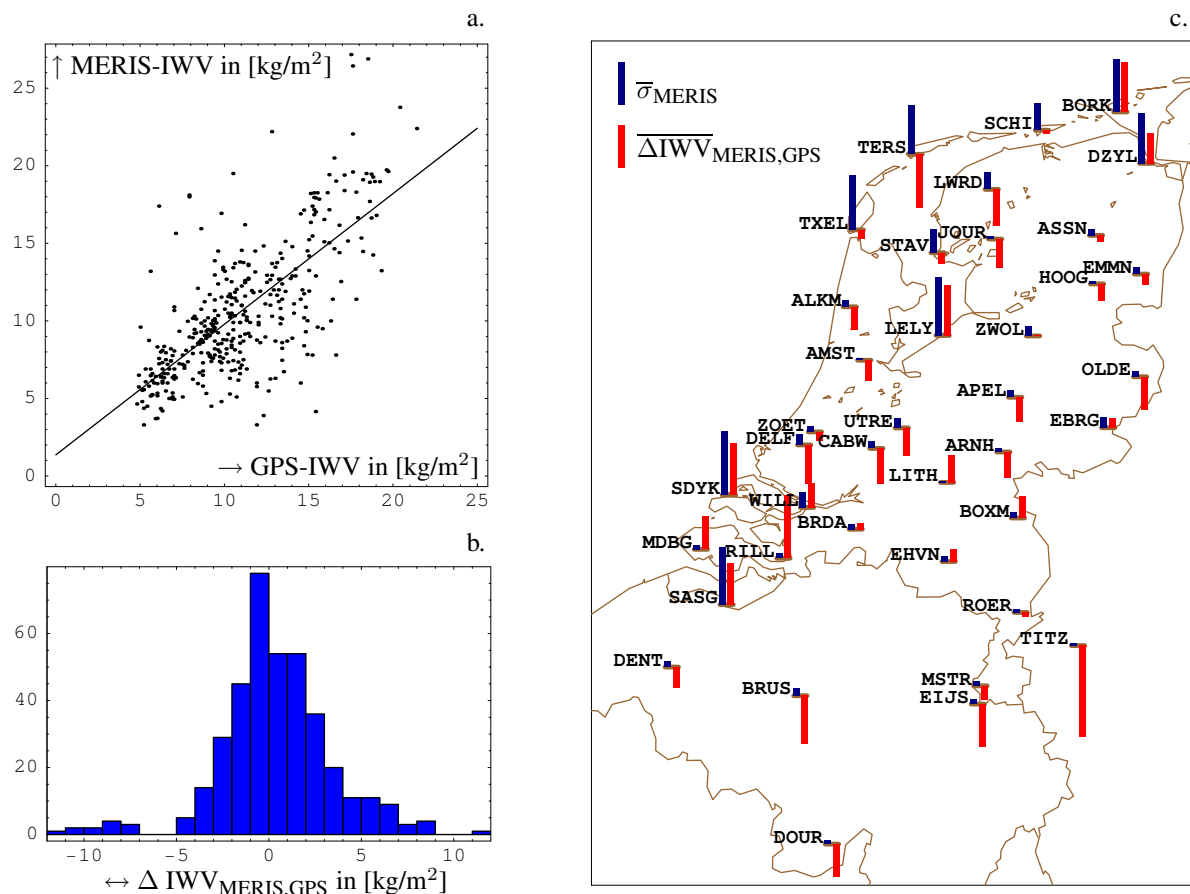 a.
↑ MERIS-IWV in [kg/m²]
25
20
15
10
5
0
→ GPS-IWV in [kg/m²]
0 5 10 15 20 25
b.
60
40
20
0
−10 −5 0 5 10
↔ Δ IWV_MERIS,GPS in [kg/m²]
c.
σ̅_MERIS
Δ̅I̅W̅V̅_MERIS,GPS
BORK
SCHI
TERS
DZYL
LWRD
TXEL
STAV
JOUR
ASSN
HOOG
EMMN
ALKM
LELY
ZWOL
AMST
OLDE
APEL
ZOET
UTRE
EBRG
DELF
CABW
ARNH
LITH
SDYK
WILL
BOXM
BRDA
MDBG
RILL
EHVN
SASG
ROER
TITZ
DENT
BRUS
MSTR
EIJS
DOUR